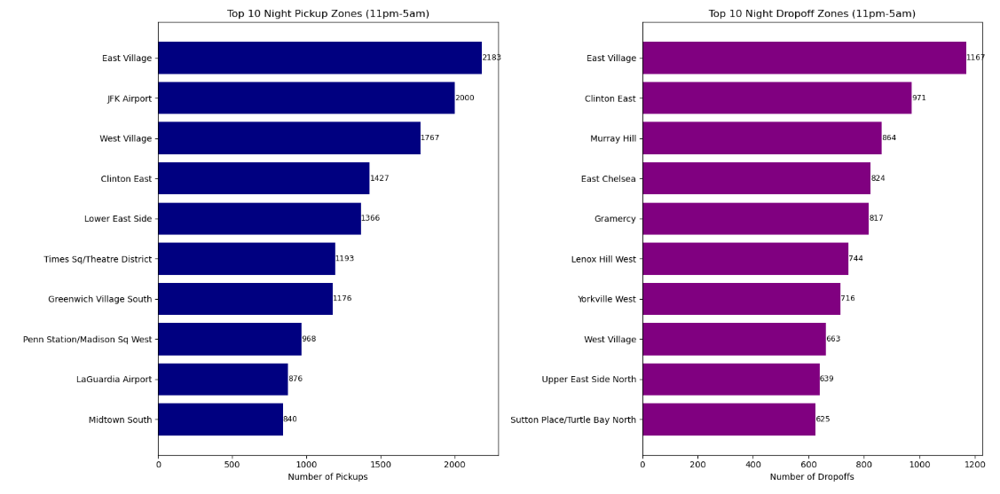 Top 10 Night Pickup Zones (11pm-5am)
East Village 2183
JFK Airport 2000
West Village 1767
Clinton East 1427
Lower East Side 1366
Times Sq/Theatre District 1193
Greenwich Village South 1176
Penn Station/Madison Sq West 968
LaGuardia Airport 876
Midtown South 840
0 500 1000 1500 2000
Number of Pickups
Top 10 Night Dropoff Zones (11pm-5am)
East Village 1167
Clinton East 971
Murray Hill 864
East Chelsea 824
Gramercy 817
Lenox Hill West 744
Yorkville West 716
West Village 663
Upper East Side North 639
Sutton Place/Turtle Bay North 625
0 200 400 600 800 1000 1200
Number of Dropoffs